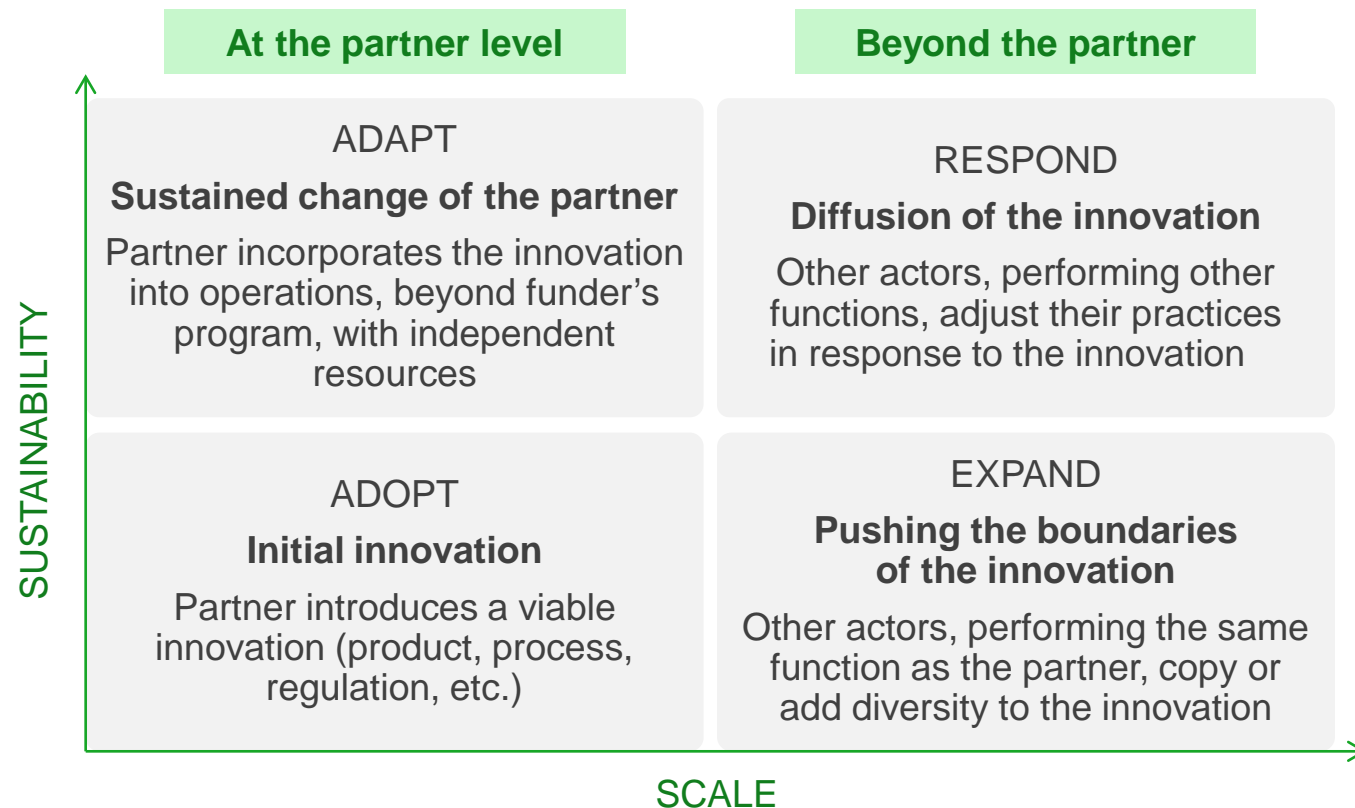 At the partner level
Beyond the partner
SUSTAINABILITY
ADAPT
Sustained change of the partner
Partner incorporates the innovation
into operations, beyond funder’s
program, with independent
resources
RESPOND
Diffusion of the innovation
Other actors, performing other
functions, adjust their practices
in response to the innovation
ADOPT
Initial innovation
Partner introduces a viable
innovation (product, process,
regulation, etc.)
EXPAND
Pushing the boundaries
of the innovation
Other actors, performing the same
function as the partner, copy or
add diversity to the innovation
SCALE